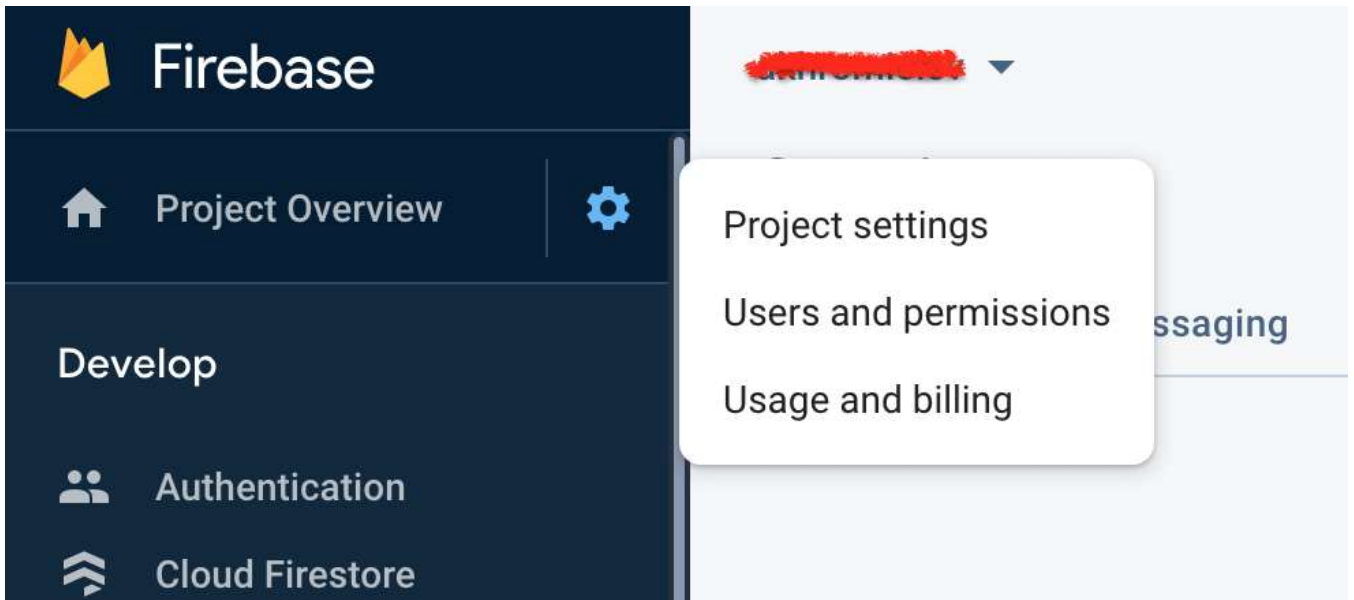 Firebase
Project Overview
Project settings
Users and permissions
ssaging
Develop
Usage and billing
Authentication
Cloud Firestore